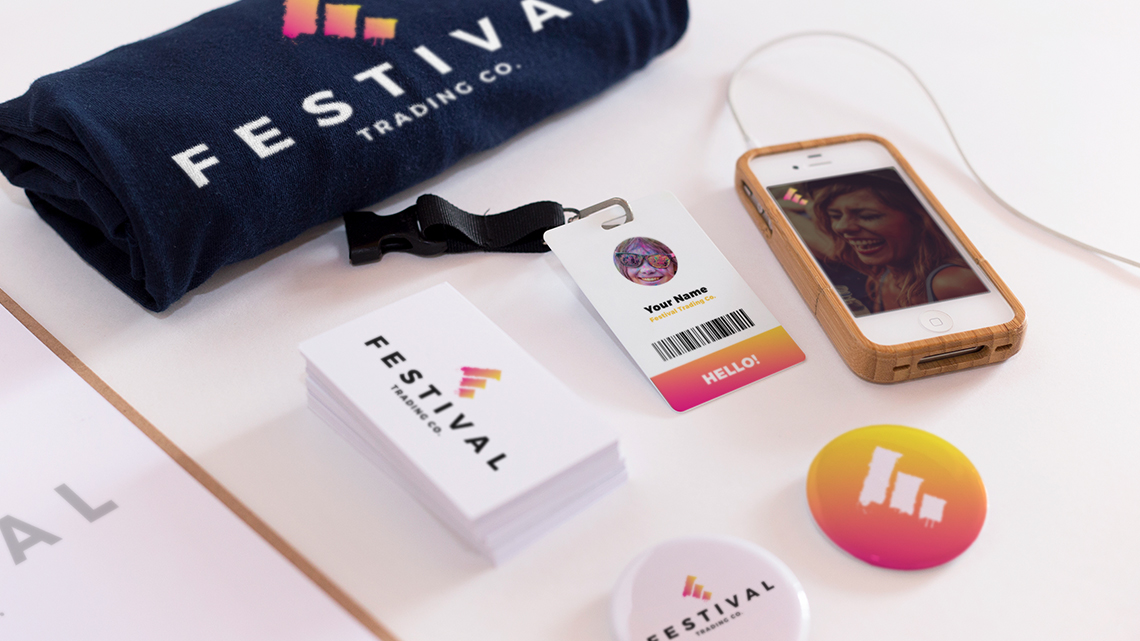 FESTIVAL
TRADING CO.
Your Name
Festival Trading Co.
HELLO!
FESTIVAL
TRADING CO.
AL
FESTIVAL
TRADING CO.